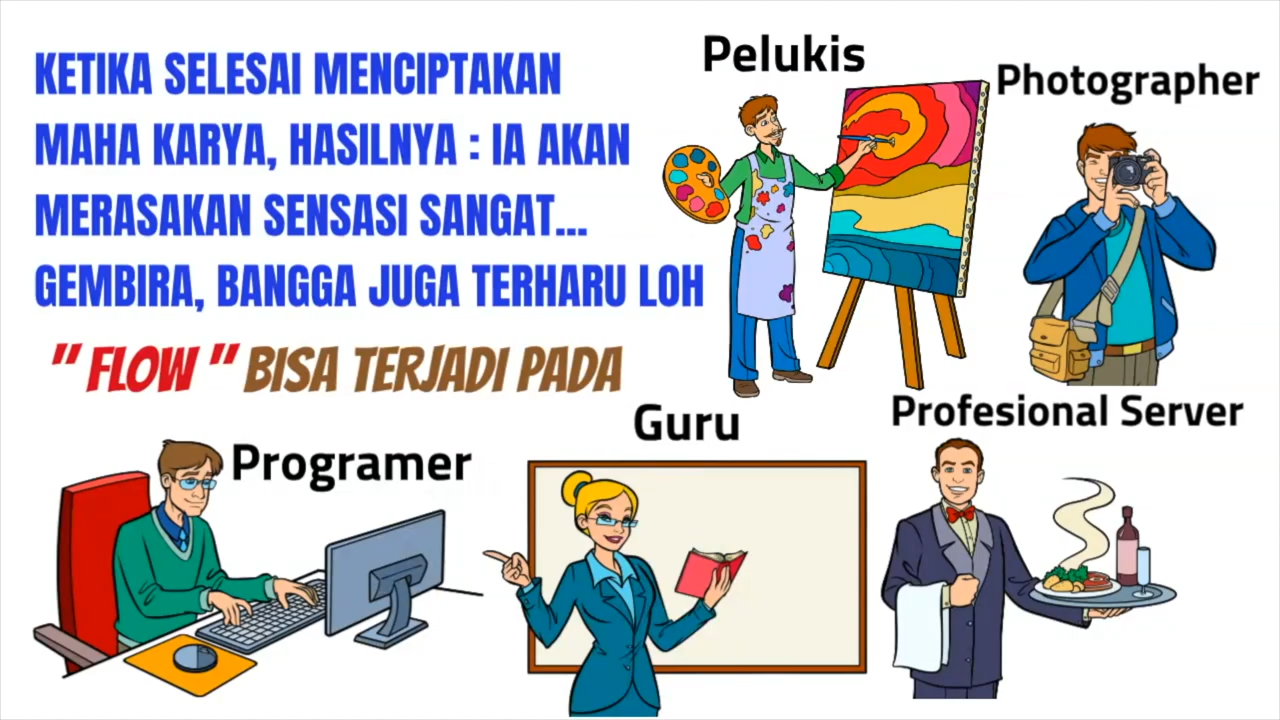 KETIKA SELESAI MENCIPTAKAN
MAHA KARYA, HASILNYA : IA AKAN
MERASAKAN SENSASI SANGAT...
GEMBIRA, BANGGA JUGA TERHARU LOH
" FLOW " BISA TERJADI PADA
Pelukis
Photographer
Programer
Guru
Profesional Server